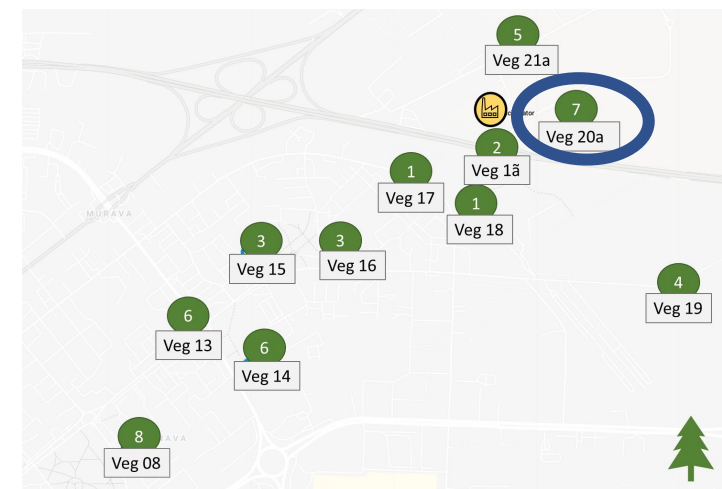 5
Veg 21a
7
Veg 20a
2
Veg 1ã
1
Veg 17
1
Veg 18
MURAVA
3
Veg 15
3
Veg 16
4
Veg 19
6
Veg 13
6
Veg 14
8
Veg 08